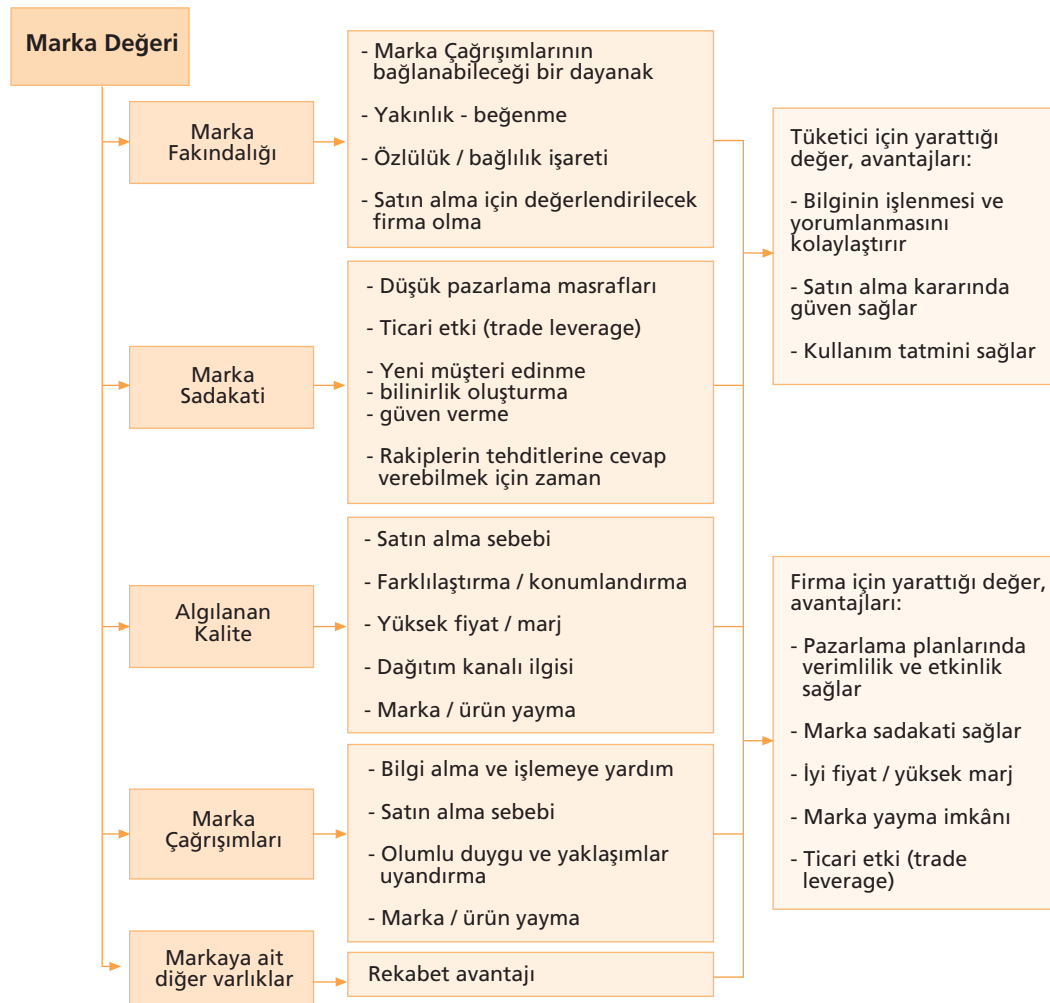 Marka Değeri
Marka
Fakındalığı
- Marka Çağrışımlarının
bağlanabileceği bir dayanak
- Yakınlık - beğenme
- Özlülük / bağlılık işareti
- Satın alma için değerlendirilecek
firma olma
Marka
Sadakati
- Düşük pazarlama masrafları
- Ticari etki (trade leverage)
- Yeni müşteri edinme
- bilinirlik oluşturma
- güven verme
- Rakiplerin tehditlerine cevap
verebilmek için zaman
Algılanan
Kalite
- Satın alma sebebi
- Farklılaştırma / konumlandırma
- Yüksek fiyat / marj
- Dağıtım kanalı ilgisi
- Marka / ürün yayma
Marka
Çağrışımları
- Bilgi alma ve işlemeye yardım
- Satın alma sebebi
- Olumlu duygu ve yaklaşımlar
uyandırma
- Marka / ürün yayma
Markaya ait
diğer varlıklar
Rekabet avantajı
Tüketici için yarattığı
değer, avantajları:
- Bilginin işlenmesi ve
yorumlanmasını
kolaylaştırır
- Satın alma kararında
güven sağlar
- Kullanım tatmini sağlar
Firma için yarattığı değer,
avantajları:
- Pazarlama planlarında
verimlilik ve etkinlik
sağlar
- Marka sadakati sağlar
- İyi fiyat / yüksek marj
- Marka yayma imkânı
- Ticari etki (trade
leverage)